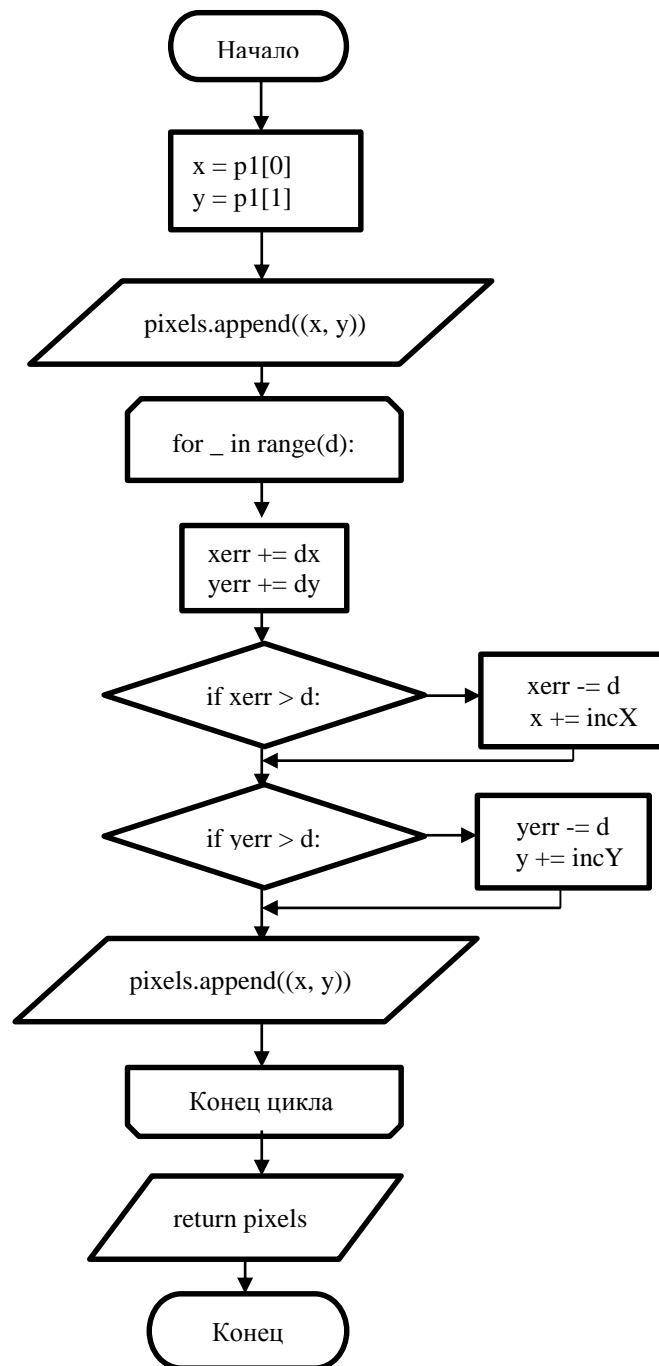 Начало
x = p1[0]
y = p1[1]
pixels.append((x, y))
for _ in range(d):
xerr += dx
yerr += dy
if xerr > d:
xerr -= d
x += incX
if yerr > d:
yerr -= d
y += incY
pixels.append((x, y))
Конец цикла
return pixels
Конец